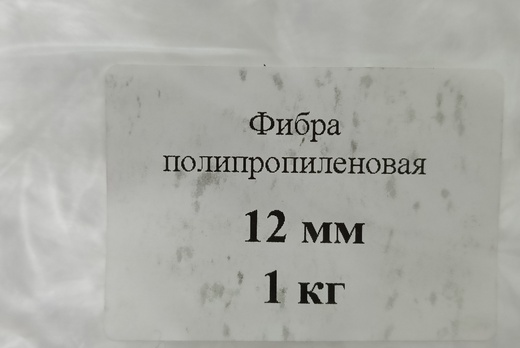 Фибра
полипропиленовая
12 мм
1 кг